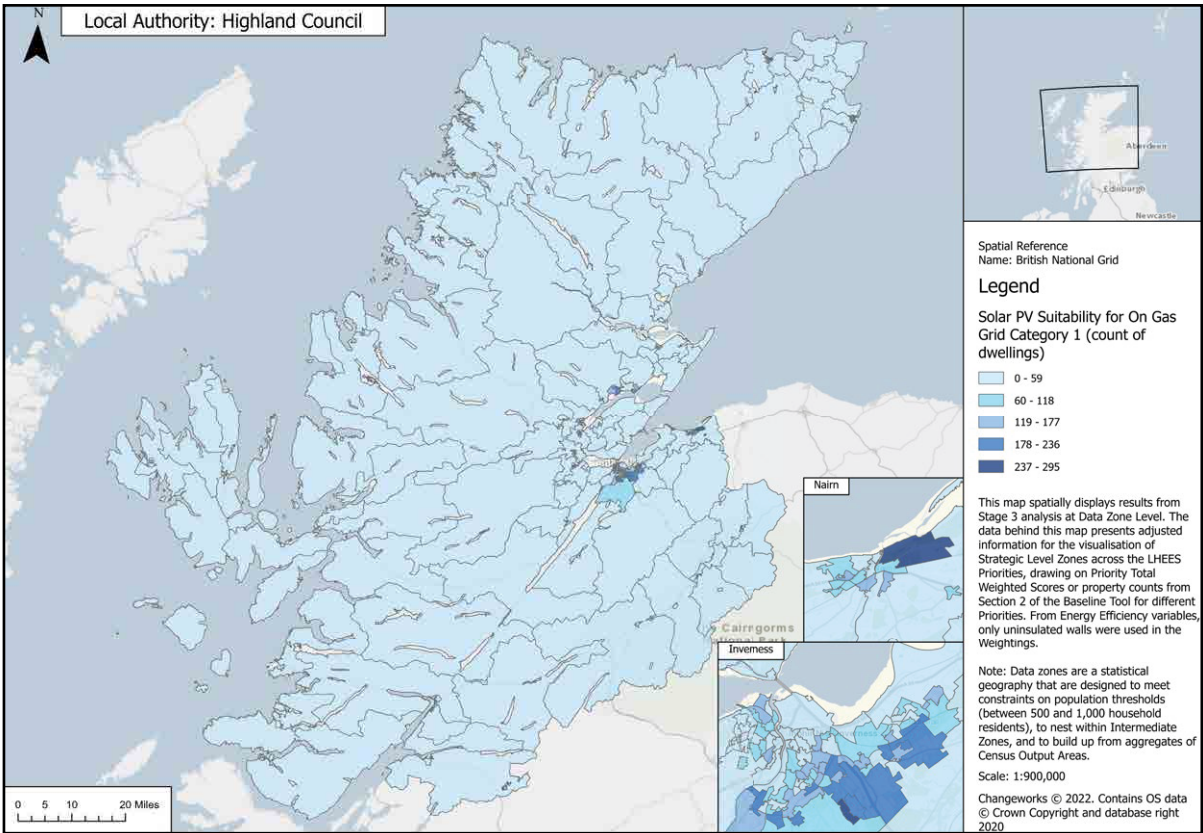 N
Local Authority: Highland Council
Aberdeen
Edinburgh
Newcastle
Spatial Reference
Name: British National Grid
Legend
Solar PV Suitability for On Gas
Grid Category 1 (count of
dwellings)
0 - 59
60 - 118
119 - 177
178 - 236
237 - 295
This map spatially displays results from
Stage 3 analysis at Data Zone Level. The
data behind this map presents adjusted
information for the visualisation of
Strategic Level Zones across the LHEES
Priorities, drawing on Priority Total
Weighted Scores or property counts from
Section 2 of the Baseline Tool for different
Priorities. From Energy Efficiency variables,
only uninsulated walls were used in the
Weightings.
Note: Data zones are a statistical
geography that are designed to meet
constraints on population thresholds
(between 500 and 1,000 household
residents), to nest within Intermediate
Zones, and to build up from aggregates of
Census Output Areas.
Scale: 1:900,000
Changeworks © 2022. Contains OS data
© Crown Copyright and database right
2020
Nairn
Cairngorms
Inverness
0 5 10 20 Miles